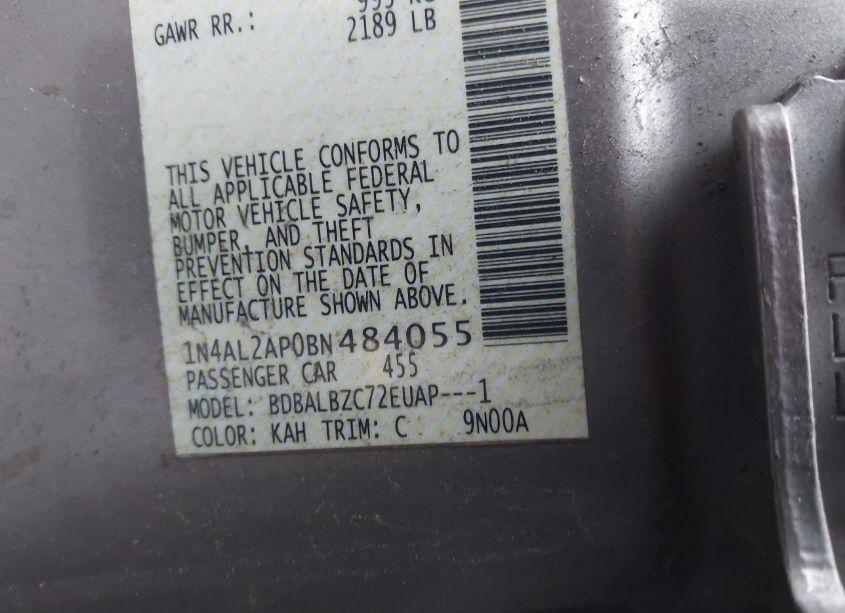 GAWR RR.:
2189 LB
THIS VEHICLE CONFORMS TO
ALL APPLICABLE FEDERAL
MOTOR VEHICLE SAFETY,
BUMPER, AND THEFT
PREVENTION STANDARDS IN
EFFECT ON THE DATE OF
MANUFACTURE SHOWN ABOVE.
1N4AL2AP0BN484055
PASSENGER CAR 455
MODEL: BDBALBZC72EUAP---1
COLOR: KAH TRIM: C 9N00A